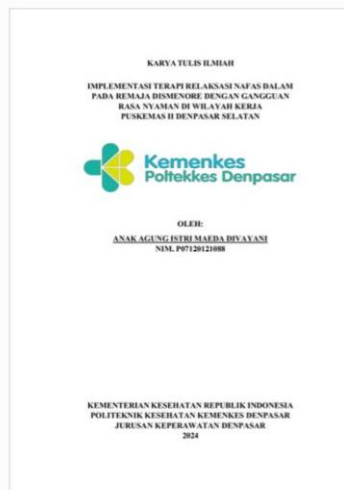 KARYA TULIS ILMIAH
IMPLEMENTASI TERAPI RELAKSASI NAFAS DALAM
PADA REMAJA DISMENORE DENGAN GANGGUAN
RASA NYAMAN DI WILAYAH KERJA
PUSKEMAS II DENPASAR SELATAN
Kemenkes
Poltekkes Denpasar
OLEH:
ANAK AGUNG ISTRI MAEDA DIVAYANI
NIM. P07120121088
KEMENTERIAN KESEHATAN REPUBLIK INDONESIA
POLITEKNIK KESEHATAN KEMENKES DENPASAR
JURUSAN KEPERAWATAN DENPASAR
2024